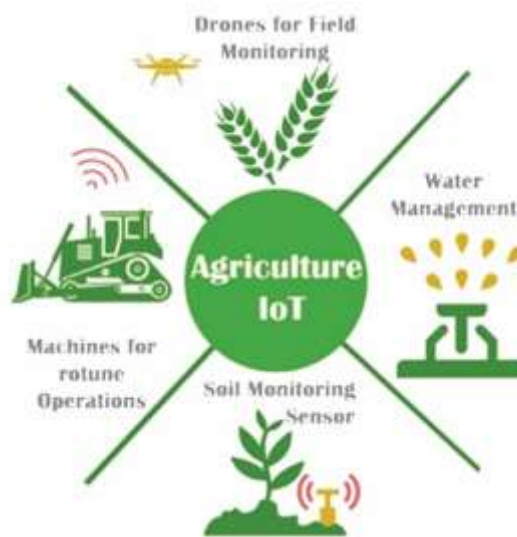 Drones for Field
Monitoring
Water
Management
Agriculture
IoT
Machines for
rotune
Operations
Soil Monitoring
Sensor